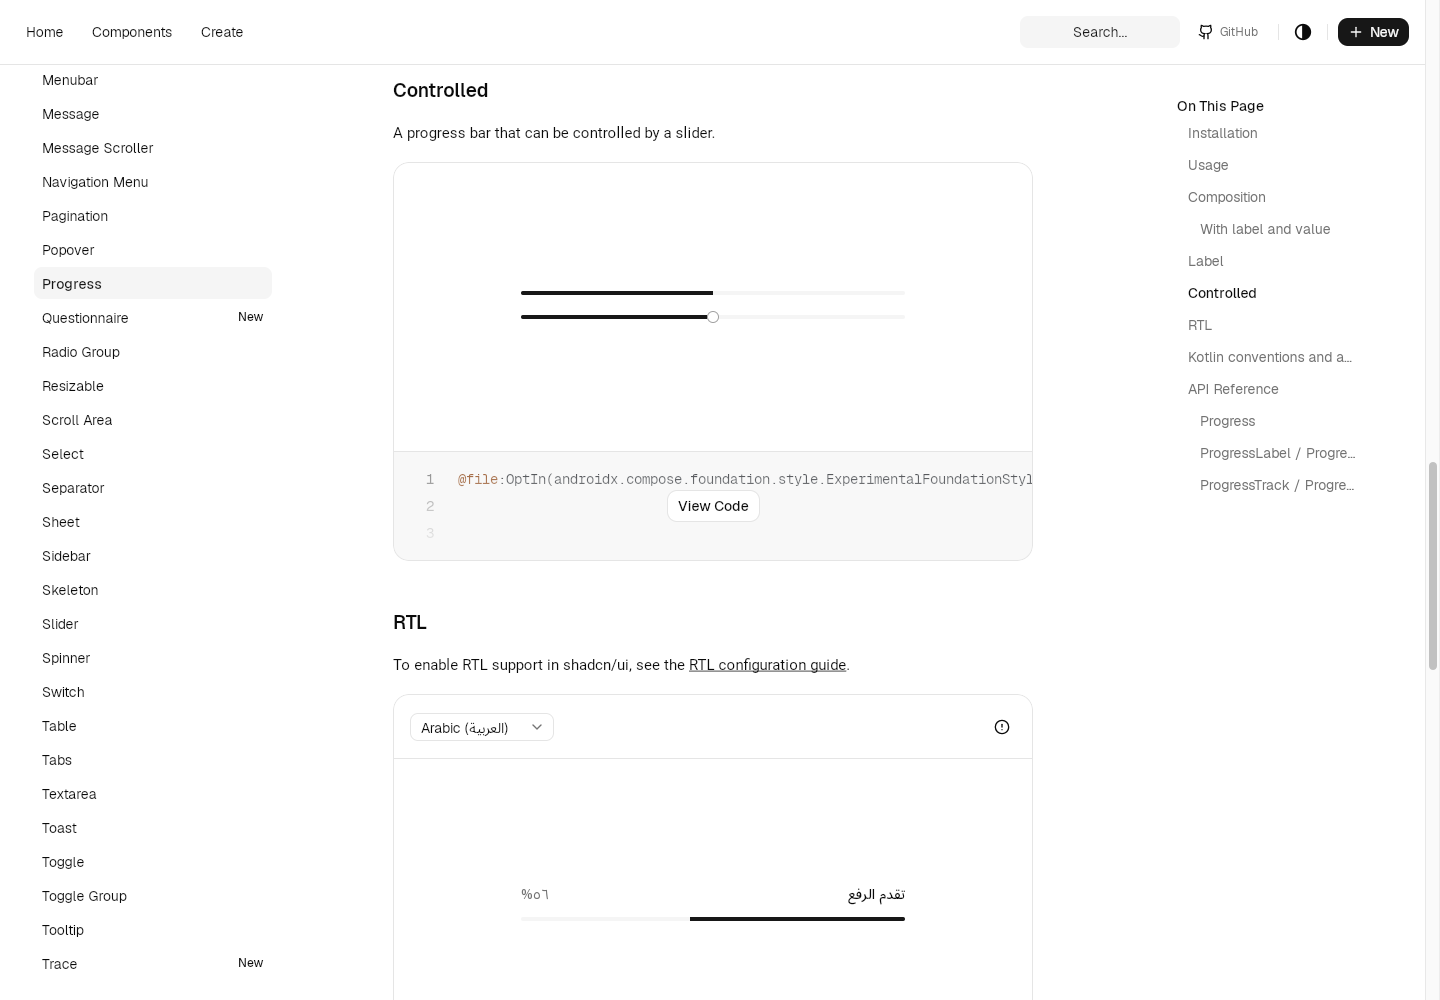 Home Components Create Search... GitHub New
Menubar
Message
Message Scroller
Navigation Menu
Pagination
Popover
Progress
Questionnaire New
Radio Group
Resizable
Scroll Area
Select
Separator
Sheet
Sidebar
Skeleton
Slider
Spinner
Switch
Table
Tabs
Textarea
Toast
Toggle
Toggle Group
Tooltip
Trace New
Controlled
A progress bar that can be controlled by a slider.
1 @file:OptIn(androidx.compose.foundation.style.ExperimentalFoundationStyl
2
View Code
3
RTL
To enable RTL support in shadcn/ui, see the RTL configuration guide.
Arabic (العربية)
تقدم الرفع
%٥٦
On This Page
Installation
Usage
Composition
With label and value
Label
Controlled
RTL
Kotlin conventions and a...
API Reference
Progress
ProgressLabel / Progre...
ProgressTrack / Progre...